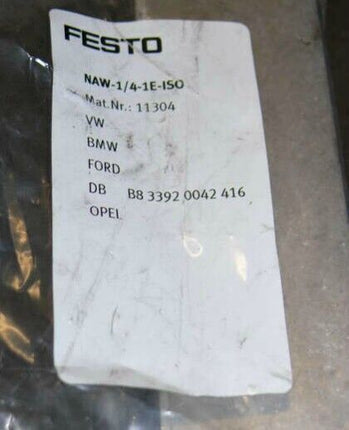 FESTO
NAW-1/4-1E-ISO
Mat.Nr.: 11304
VW
BMW
FORD
DB B8 3392 0042 416
OPEL